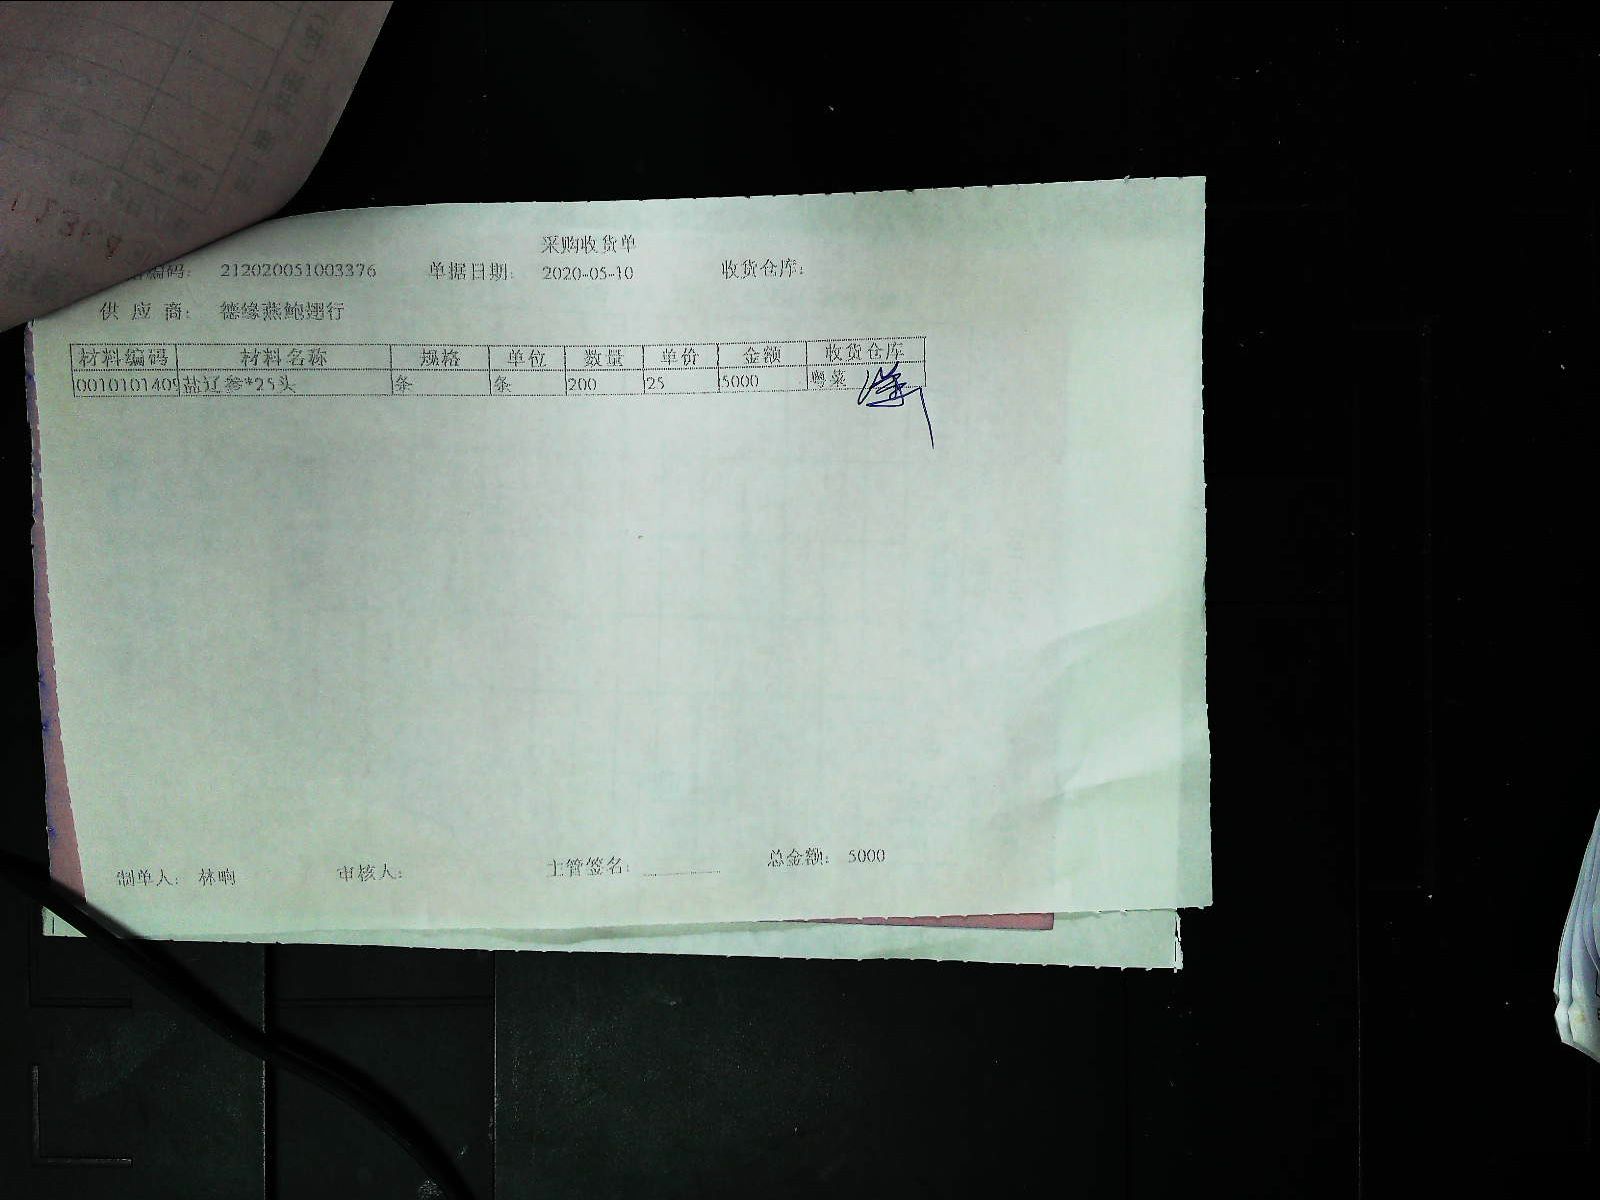 采购收货单
编码: 212020051003376 单据日期: 2020-05-10 收货仓库:
供 应 商: 德缘燕鲍翅行
材料编码 材料名称 规格 单位 数量 单价 金额 收货仓库
0010101409 盐辽参*25头 条 条 200 25 5000 粤菜
制单人: 林晌 审核人: 主管签名: 总金额: 5000